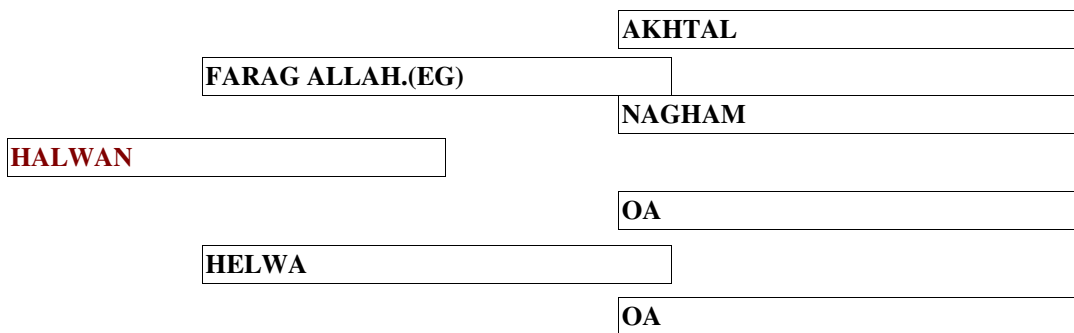 AKHTAL
FARAG ALLAH.(EG)
NAGHAM
HALWAN
OA
HELWA
OA